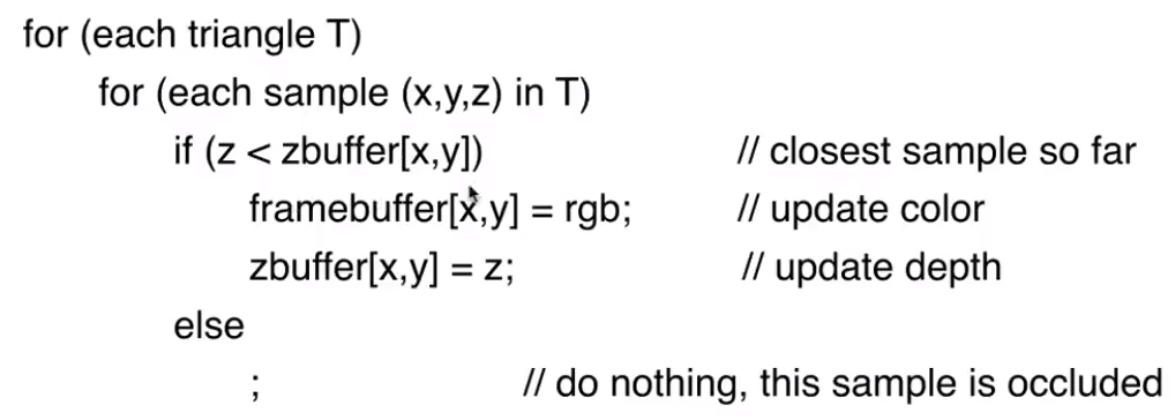 for (each triangle T)
for (each sample (x,y,z) in T)
if (z < zbuffer[x,y]) // closest sample so far
framebuffer[x,y] = rgb; // update color
zbuffer[x,y] = z; // update depth
else
; // do nothing, this sample is occluded